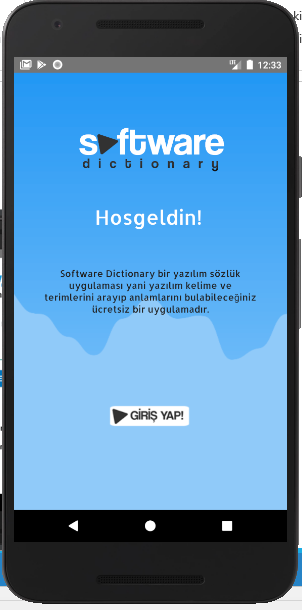 12:33
software
dictionary
Hosgeldin!
Software Dictionary bir yazılım sözlük
uygulaması yani yazılım kelime ve
terimlerini arayıp anlamlarını bulabileceğiniz
ücretsiz bir uygulamadır.
GİRİŞ YAP!